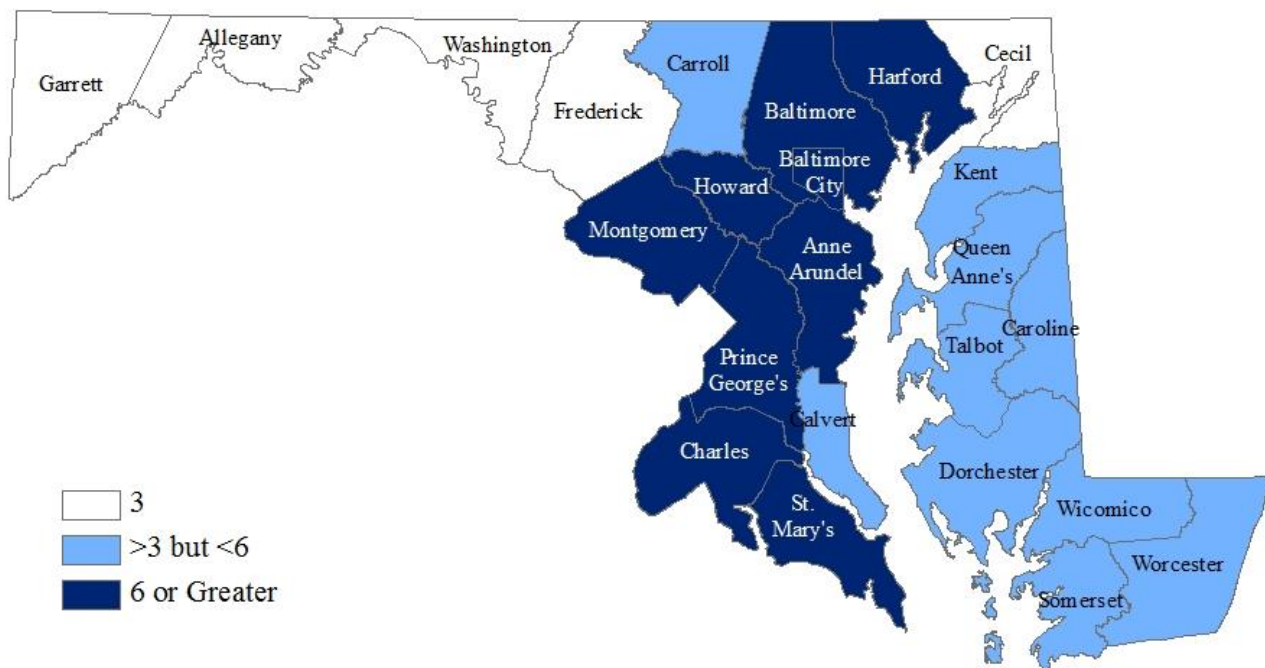 Allegany
Washington
Garrett
Frederick
Carroll
Baltimore
Harford
Cecil
Baltimore
City
Howard
Montgomery
Anne
Arundel
Kent
Queen
Anne's
Caroline
Talbot
Prince
George's
Calvert
Charles
St.
Mary's
Dorchester
Wicomico
Worcester
Somerset
3
>3 but <6
6 or Greater